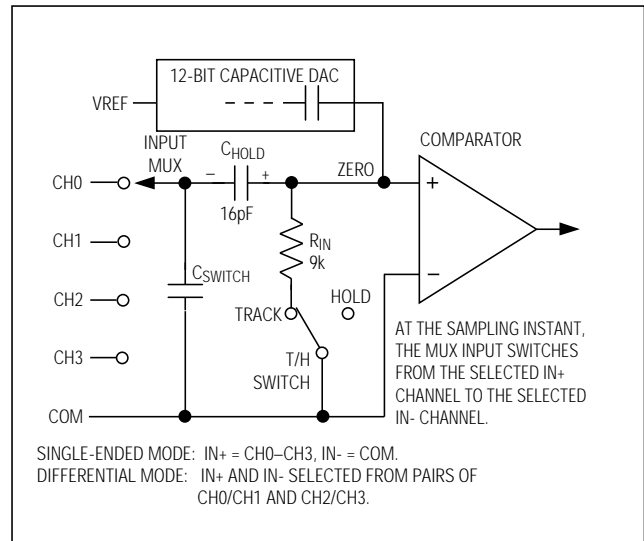 12-BIT CAPACITIVE DAC
VREF
INPUT
MUX
CHOLD
– +
16pF
ZERO
COMPARATOR
CH0
CH1
CH2
CH3
COM
CSWITCH
RIN
9k
TRACK
HOLD
T/H
SWITCH
+
–
AT THE SAMPLING INSTANT,
THE MUX INPUT SWITCHES
FROM THE SELECTED IN+
CHANNEL TO THE SELECTED
IN- CHANNEL.
SINGLE-ENDED MODE: IN+ = CH0–CH3, IN- = COM.
DIFFERENTIAL MODE: IN+ AND IN- SELECTED FROM PAIRS OF
CH0/CH1 AND CH2/CH3.